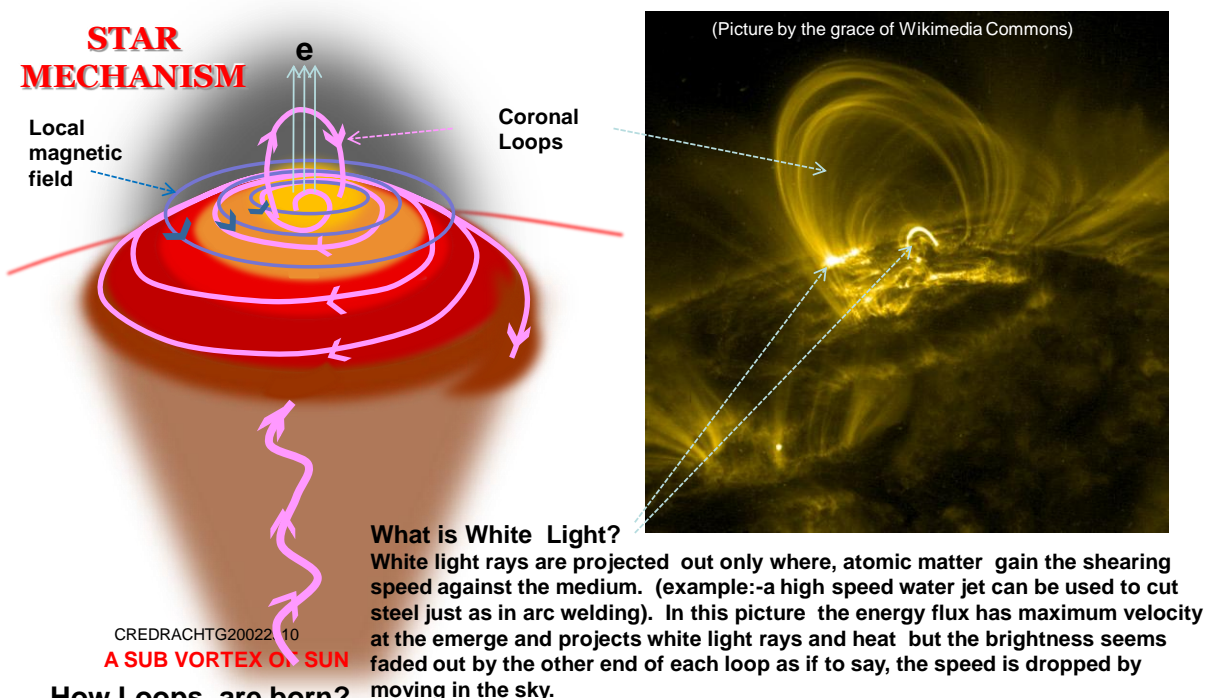 STAR
MECHANISM
e
Local
magnetic
field
Coronal
Loops
(Picture by the grace of Wikimedia Commons)
What is White Light?
White light rays are projected out only where, atomic matter gain the shearing
speed against the medium. (example:-a high speed water jet can be used to cut
steel just as in arc welding). In this picture the energy flux has maximum velocity
at the emerge and projects white light rays and heat but the brightness seems
faded out by the other end of each loop as if to say, the speed is dropped by
moving in the sky.
A SUB VORTEX OF SUN
How Loops are born?